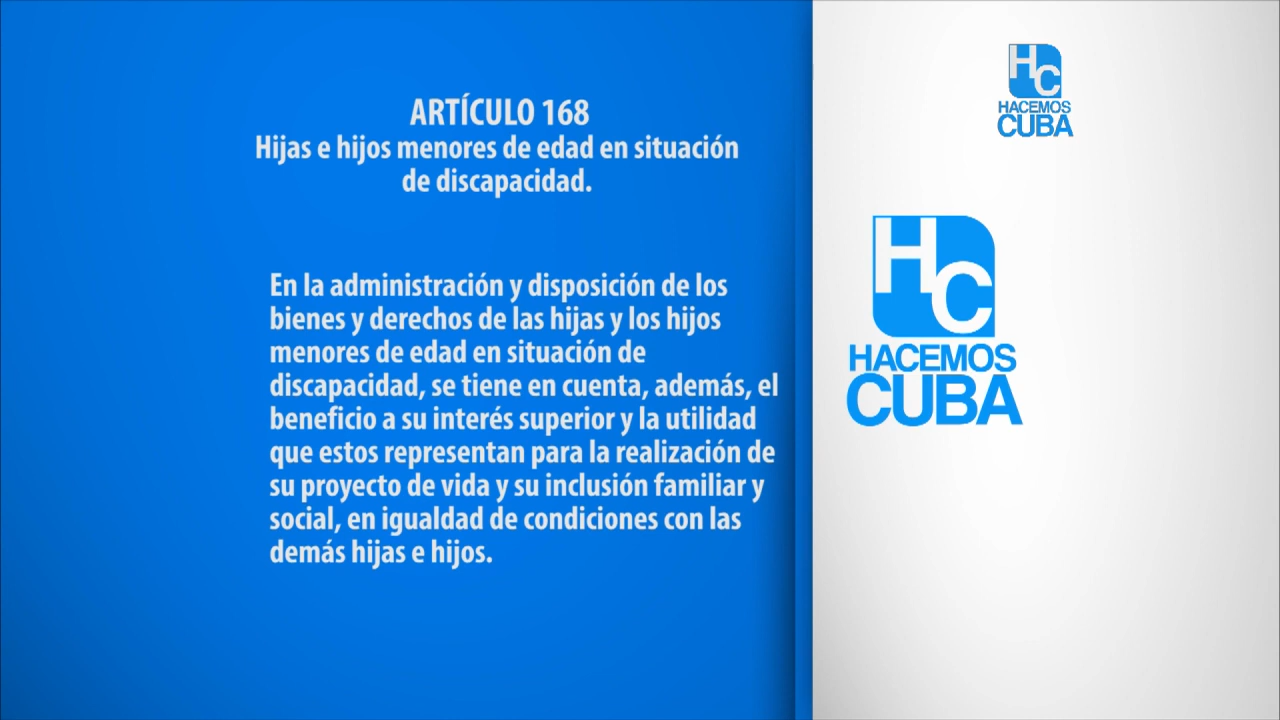 ARTÍCULO 168
Hijas e hijos menores de edad en situación
de discapacidad.
En la administración y disposición de los
bienes y derechos de las hijas y los hijos
menores de edad en situación de
discapacidad, se tiene en cuenta, además, el
beneficio a su interés superior y la utilidad
que estos representan para la realización de
su proyecto de vida y su inclusión familiar y
social, en igualdad de condiciones con las
demás hijas e hijos.
HC
HACEMOS
CUBA
HC
HACEMOS
CUBA